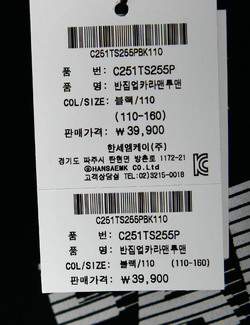 C251TS255PBK110
품 번: C251TS255P
품 명: 반집업카라맨투맨
COL/SIZE: 블랙/110
(110-160)
판매가격: ₩39,900
한세엠케이(주)
경기도 파주시 탄현면 방촌로 1172-21
ⓗHANSAEMK CO.Ltd
고객상담실 TEL:02)3215-0018
C251TS255PBK110
품 번: C251TS255P
품 명: 반집업카라맨투맨
COL/SIZE: 블랙/110 (110-160)
판매가격: ₩39,900